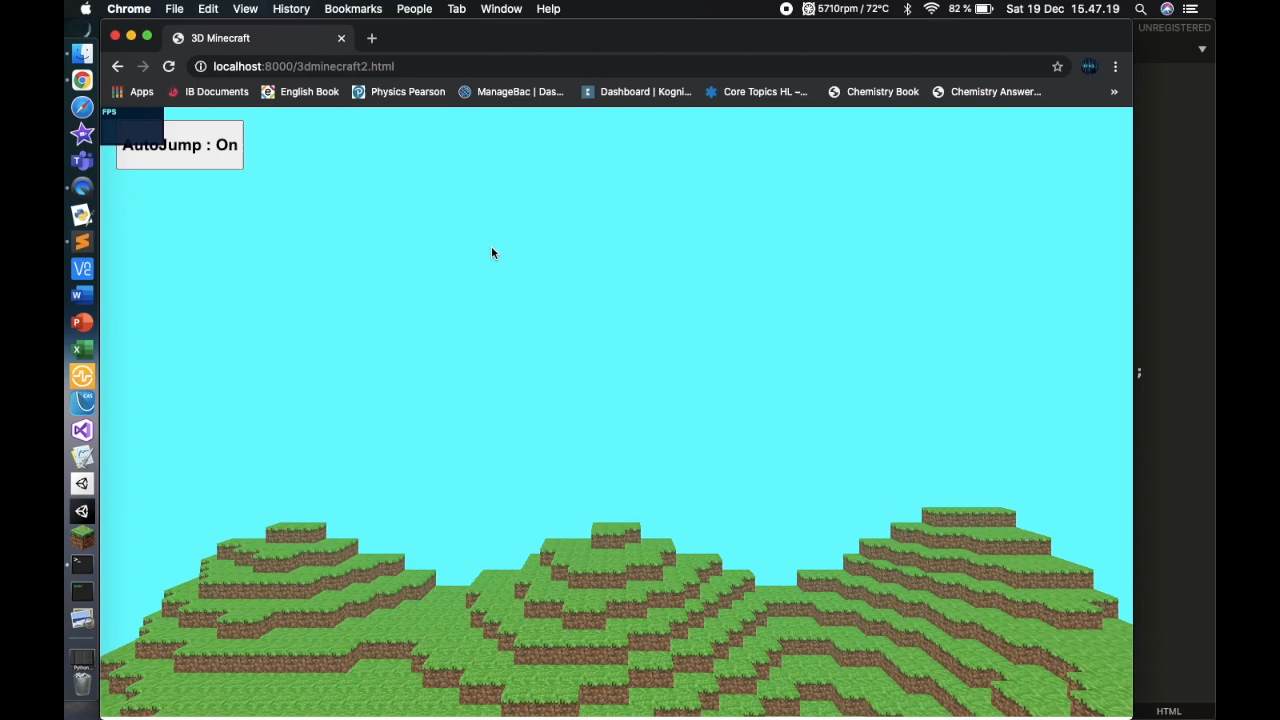 Chrome File Edit View History Bookmarks People Tab Window Help 5710rpm / 72°C 82 % Sat 19 Dec 15.47.19
3D Minecraft
UNREGISTERED
localhost:8000/3dminecraft2.html
Apps IB Documents English Book Physics Pearson ManageBac | Das... Dashboard | Kogni... Core Topics HL –... Chemistry Book Chemistry Answer... »
FPS
AutoJump : On
;
HTML